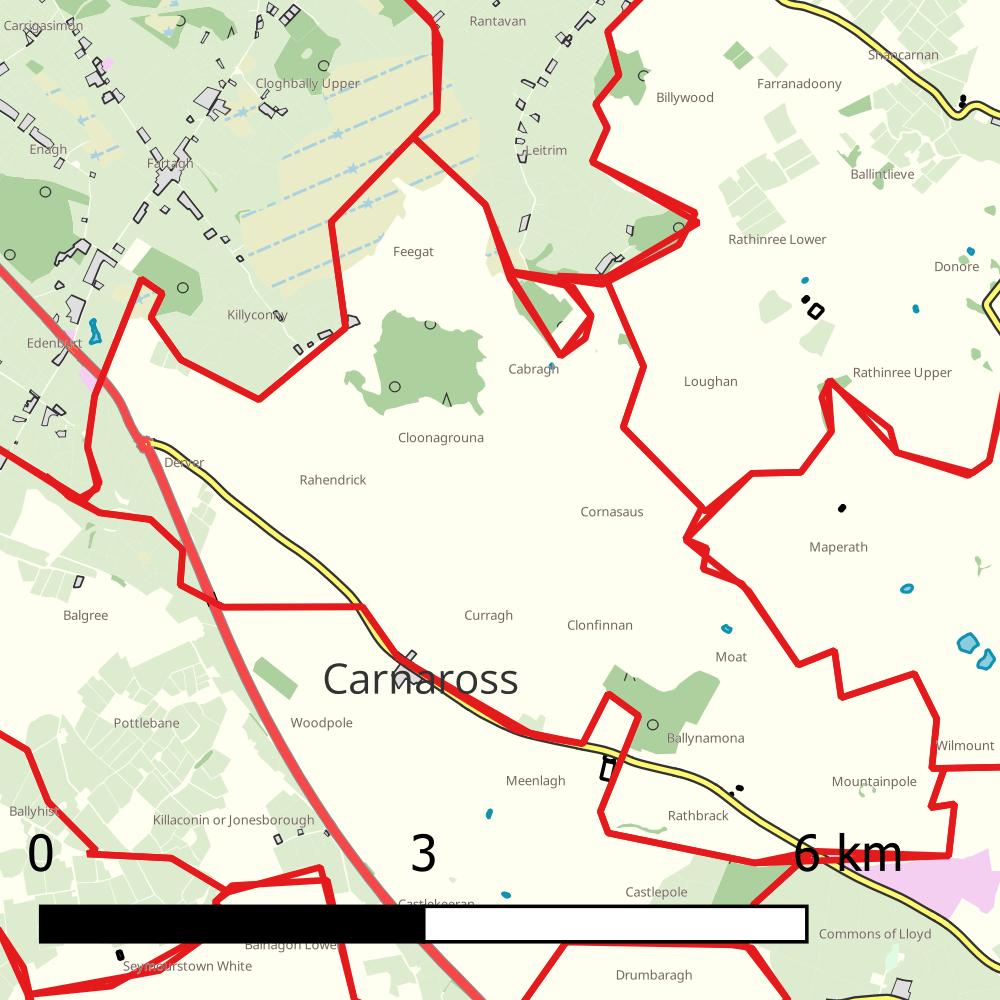 Rantavan
Carrigasimon
Shancarnan
Cloghbally Upper
Farranadoony
Billywood
Enagh
Leitrim
Fartagh
Ballintlieve
Rathinree Lower
Feegat
Donore
Killyconny
Edenburt
Cabragh
Rathinree Upper
Loughan
Cloonagrouna
Derver
Rahendrick
Cornasaus
Maperath
Balgree
Curragh
Clonfinnan
Moat
Carnaross
Pottlebane
Woodpole
Ballynamona
Wilmount
Meenlagh
Mountainpole
Ballyhist
Killaconin or Jonesborough
Rathbrack
0 3 6 km
Castlepole
Castlekeeran
Commons of Lloyd
Balnagon Lower
Seymourstown White
Drumbaragh